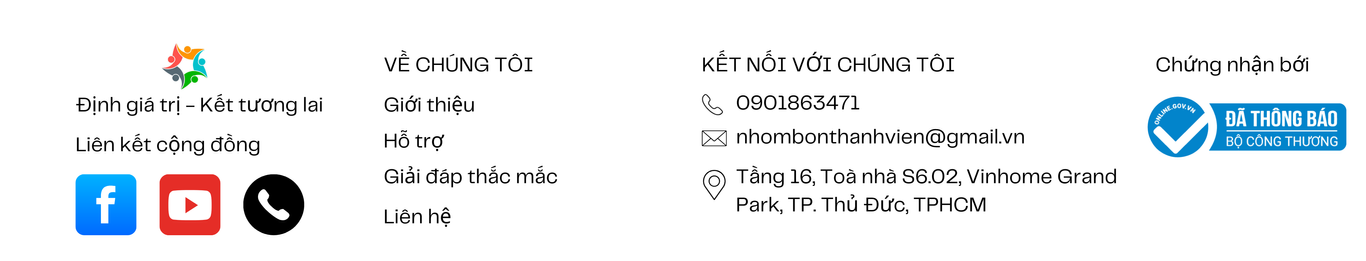 Định giá trị – Kết tương lai
Liên kết cộng đồng
VỀ CHÚNG TÔI
Giới thiệu
Hỗ trợ
Giải đáp thắc mắc
Liên hệ
KẾT NỐI VỚI CHÚNG TÔI
0901863471
nhombonthanhvien@gmail.vn
Tầng 16, Toà nhà S6.02, Vinhome Grand
Park, TP. Thủ Đức, TPHCM
Chứng nhận bới
ONLINE.GOV.VN
ĐÃ THÔNG BÁO
BỘ CÔNG THƯƠNG